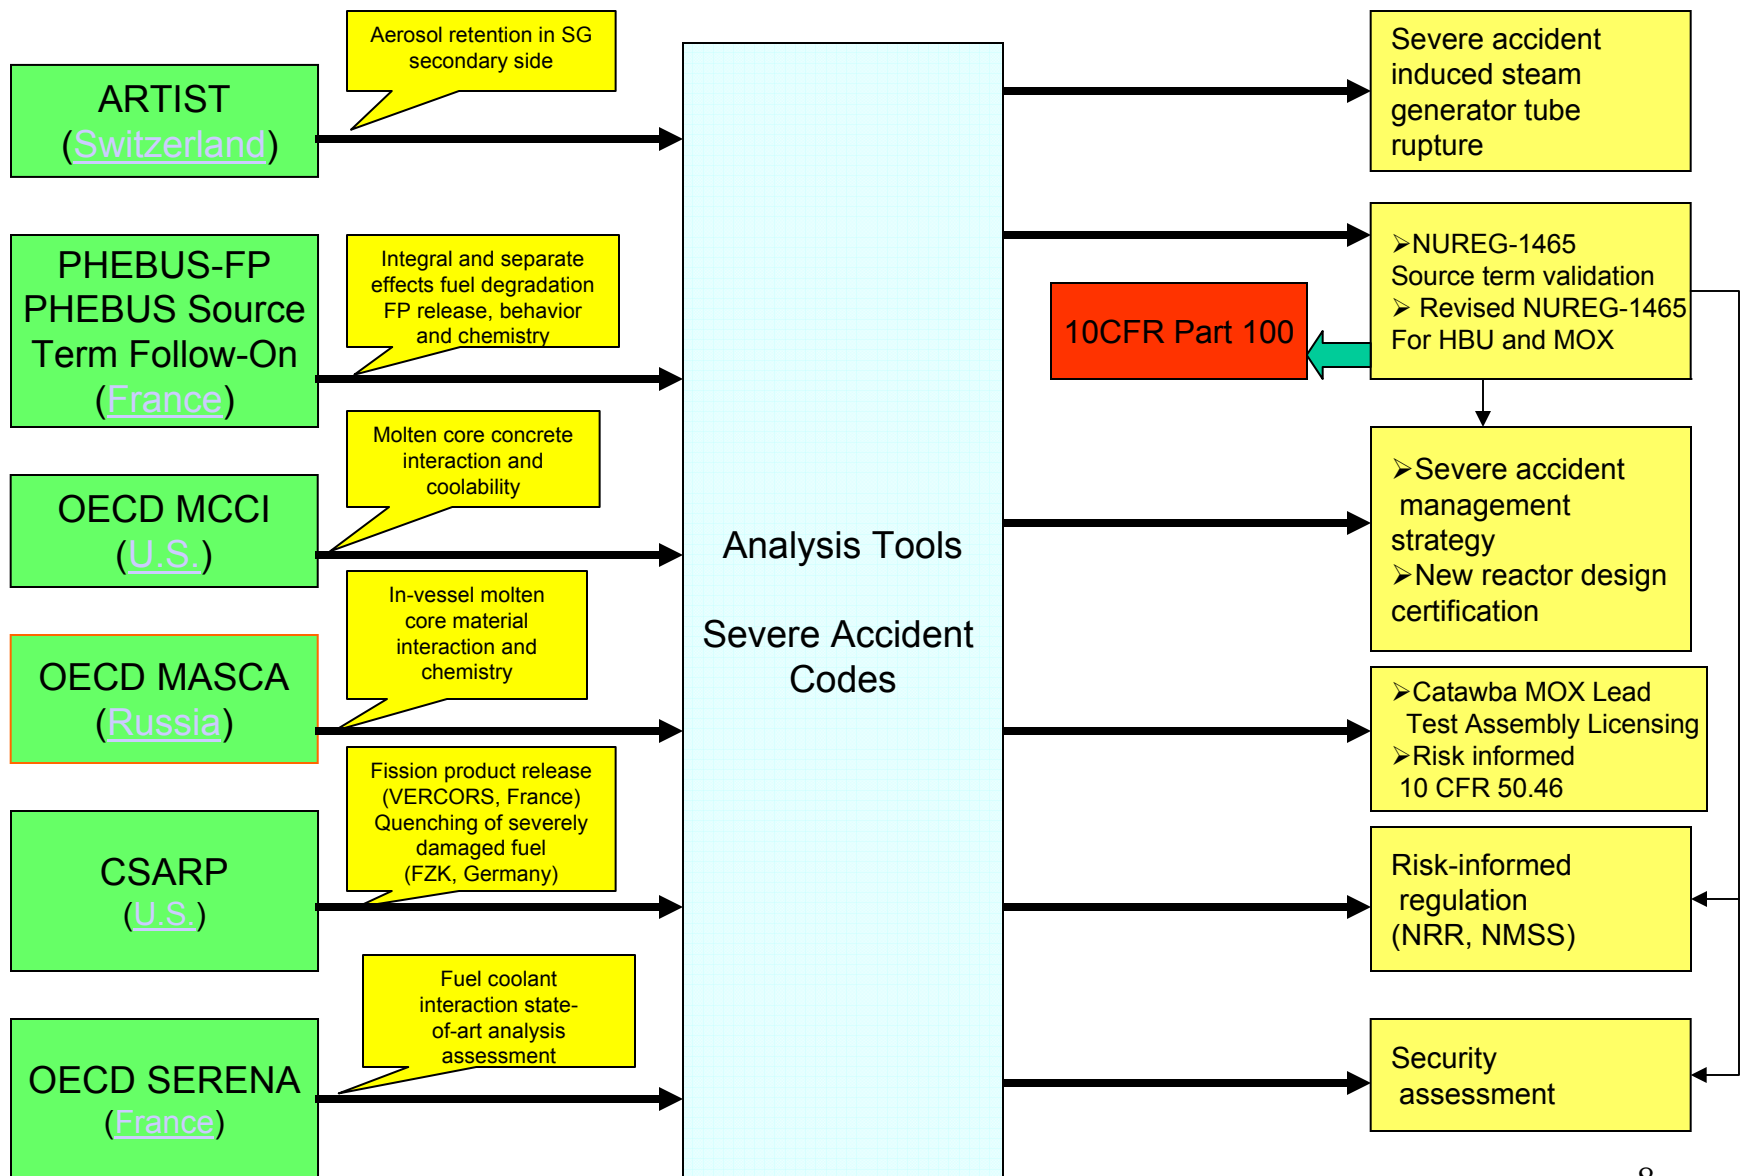 ARTIST
(Switzerland)
Aerosol retention in SG
secondary side
PHEBUS-FP
PHEBUS Source
Term Follow-On
(France)
Integral and separate
effects fuel degradation
FP release, behavior
and chemistry
OECD MCCI
(U.S.)
Molten core concrete
interaction and
coolability
OECD MASCA
(Russia)
In-vessel molten
core material
interaction and
chemistry
CSARP
(U.S.)
Fission product release
(VERCORS, France)
Quenching of severely
damaged fuel
(FZK, Germany)
OECD SERENA
(France)
Fuel coolant
interaction state-
of-art analysis
assessment
Analysis Tools
Severe Accident
Codes
Severe accident
induced steam
generator tube
rupture
➢NUREG-1465
Source term validation
➢ Revised NUREG-1465
For HBU and MOX
10CFR Part 100
➢Severe accident
management
strategy
➢New reactor design
certification
➢Catawba MOX Lead
Test Assembly Licensing
➢Risk informed
10 CFR 50.46
Risk-informed
regulation
(NRR, NMSS)
Security
assessment